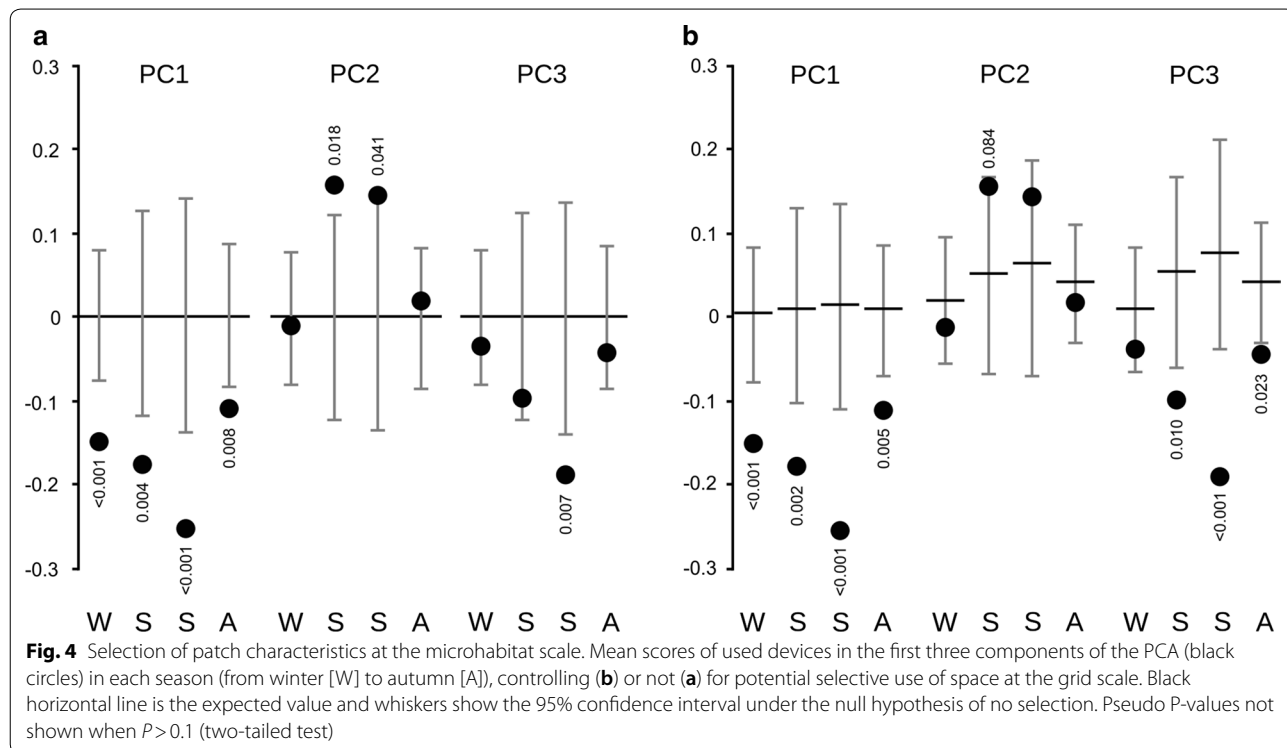 a
b
0.3
0.2
0.1
0
-0.1
-0.2
-0.3
PC1
PC2
PC3
<0.001
0.004
<0.001
0.008
0.018
0.041
0.007
W S S A W S S A W S S A
0.3
0.2
0.1
0
-0.1
-0.2
-0.3
PC1
PC2
PC3
<0.001
0.002
<0.001
0.005
0.084
0.010
<0.001
0.023
W S S A W S S A W S S A
Fig. 4 Selection of patch characteristics at the microhabitat scale. Mean scores of used devices in the first three components of the PCA (black
circles) in each season (from winter [W] to autumn [A]), controlling (b) or not (a) for potential selective use of space at the grid scale. Black
horizontal line is the expected value and whiskers show the 95% confidence interval under the null hypothesis of no selection. Pseudo P-values not
shown when P > 0.1 (two-tailed test)